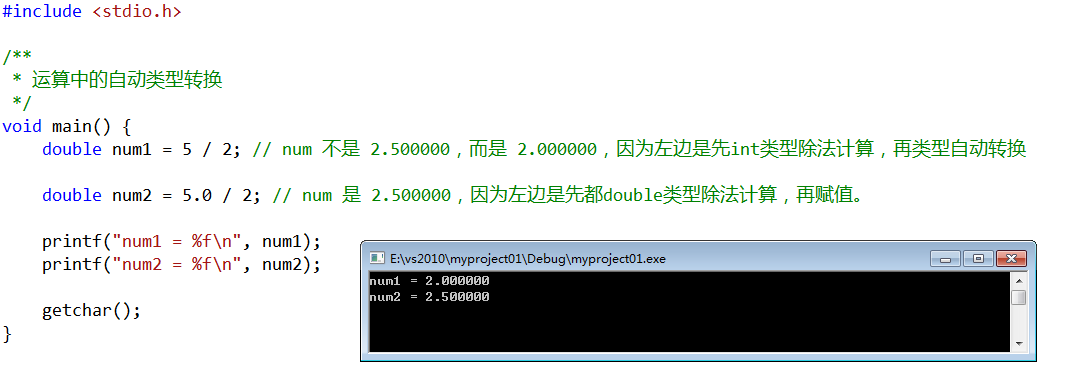 #include <stdio.h>
/**
 * 运算中的自动类型转换
 */
void main() {
    double num1 = 5 / 2; // num 不是 2.500000，而是 2.000000，因为左边是先int类型除法计算，再类型自动转换
    double num2 = 5.0 / 2; // num 是 2.500000，因为左边是先都double类型除法计算，再赋值。
    printf("num1 = %f\n", num1);
    printf("num2 = %f\n", num2);
    getchar();
}
E:\vs2010\myproject01\Debug\myproject01.exe
num1 = 2.000000
num2 = 2.500000